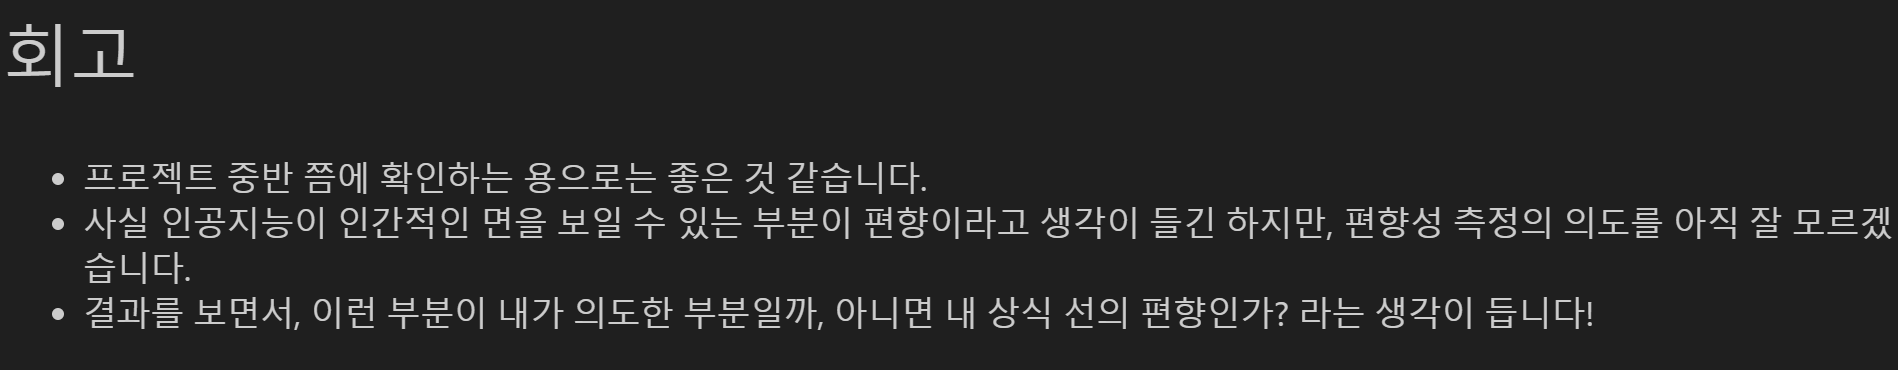 회고
• 프로젝트 중반 쯤에 확인하는 용으로는 좋은 것 같습니다.
• 사실 인공지능이 인간적인 면을 보일 수 있는 부분이 편향이라고 생각이 들긴 하지만, 편향성 측정의 의도를 아직 잘 모르겠
습니다.
• 결과를 보면서, 이런 부분이 내가 의도한 부분일까, 아니면 내 상식 선의 편향인가? 라는 생각이 듭니다!